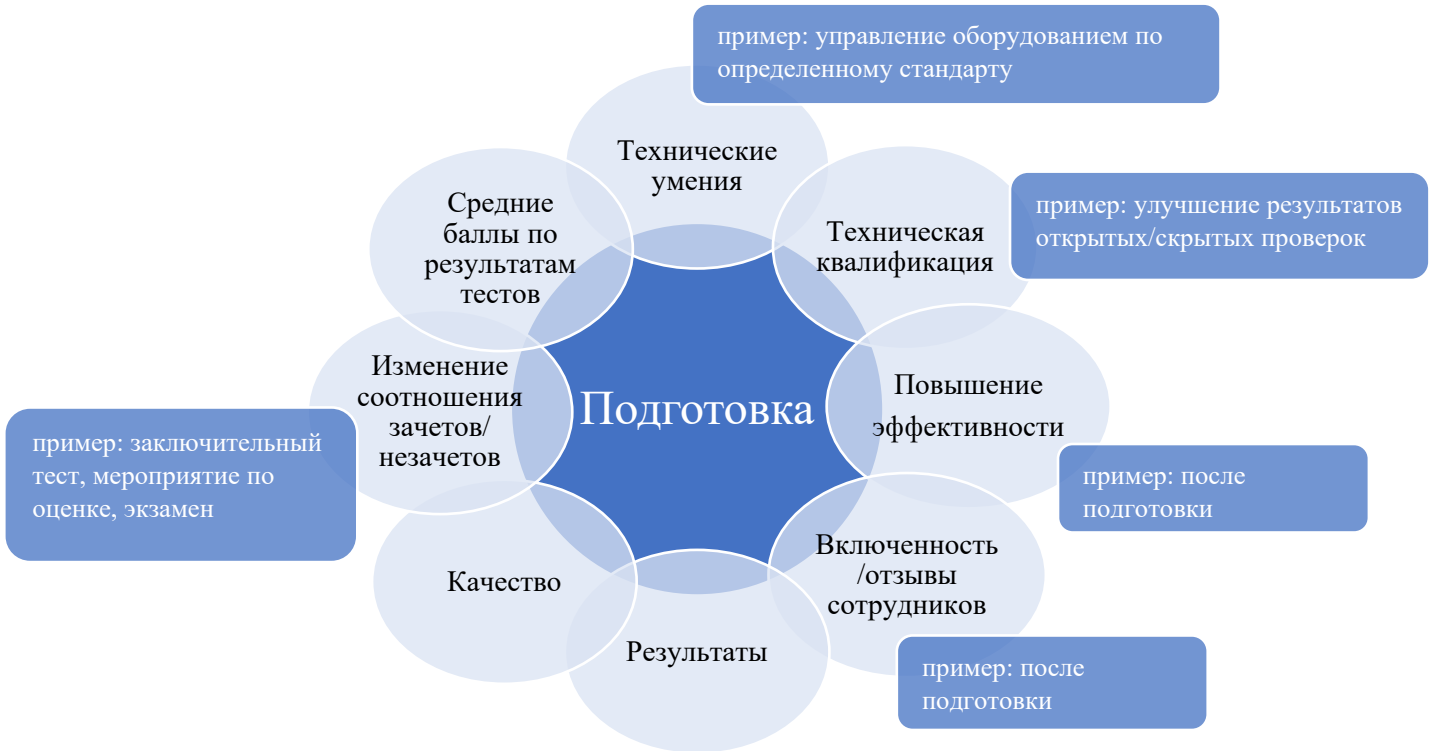 пример: управление оборудованием по
определенному стандарту
Технические
умения
Средние
баллы по
результатам
тестов
Техническая
квалификация
пример: улучшение результатов
открытых/скрытых проверок
Изменение
соотношения
зачетов/
незачетов
Подготовка
Повышение
эффективности
пример: заключительный
тест, мероприятие по
оценке, экзамен
пример: после
подготовки
Включенность
/отзывы
сотрудников
Качество
Результаты
пример: после
подготовки